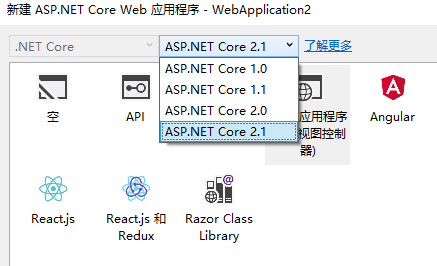 新建 ASP.NET Core Web 应用程序 - WebApplication2
.NET Core
ASP.NET Core 2.1
了解更多
ASP.NET Core 1.0
ASP.NET Core 1.1
ASP.NET Core 2.0
ASP.NET Core 2.1
空
API
应用程序
视图控制
器)
Angular
React.js
React.js 和
Redux
Razor Class
Library